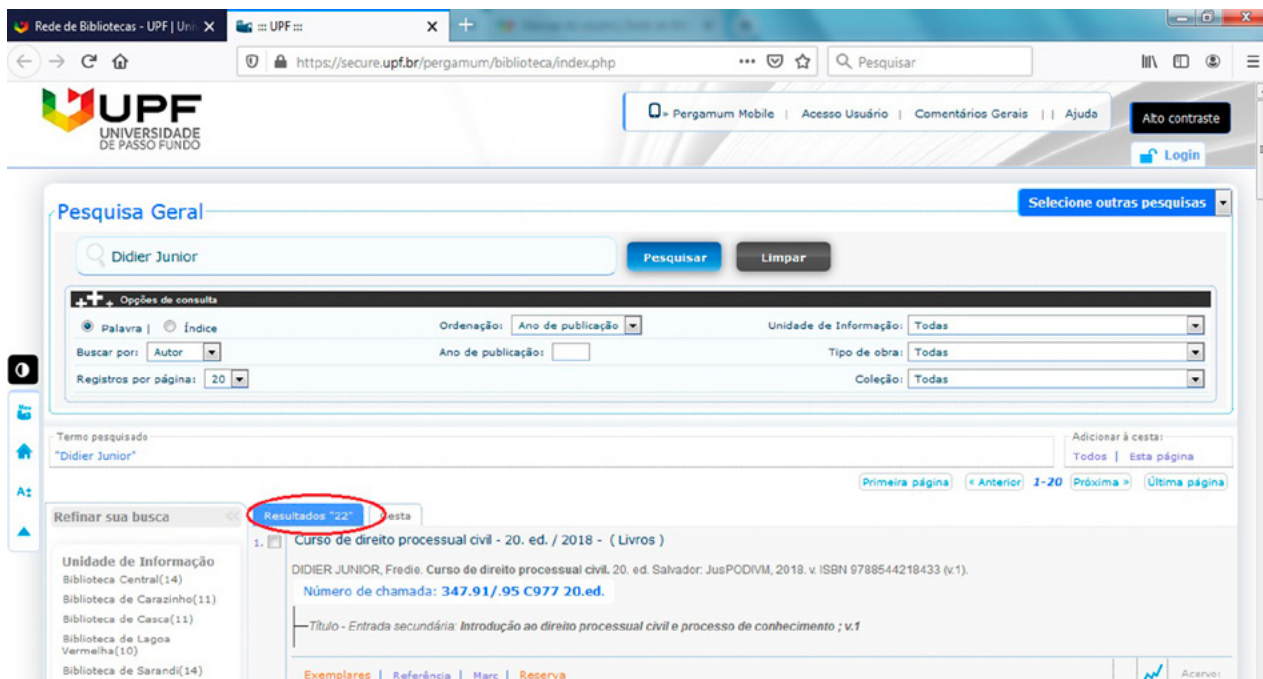 Rede de Bibliotecas - UPF | Uni X
::: UPF ::: X
https://secure.upf.br/pergamum/biblioteca/index.php
Pesquisar
UPF
UNIVERSIDADE
DE PASSO FUNDO
Pergamum Mobile | Acesso Usuário | Comentários Gerais | | Ajuda
Alto contraste
Login
Pesquisa Geral
Selecione outras pesquisas
Didier Junior
Pesquisar
Limpar
Opções de consulta
Palavra | Índice
Ordenação: Ano de publicação
Unidade de Informação: Todas
Buscar por: Autor
Ano de publicação:
Tipo de obra: Todas
Registros por página: 20
Coleção: Todas
Termo pesquisado
"Didier Junior"
Adicionar à cesta:
Todos | Esta página
Primeira página « Anterior 1-20 Próxima » Última página
Refinar sua busca
Resultados "22"
Cesta
1. Curso de direito processual civil - 20. ed. / 2018 - ( Livros )
DIDIER JUNIOR, Fredie. Curso de direito processual civil. 20. ed. Salvador: JusPODIVM, 2018. v. ISBN 9788544218433 (v.1).
Número de chamada: 347.91/.95 C977 20.ed.
Título - Entrada secundária: Introdução ao direito processual civil e processo de conhecimento ; v.1
Exemplares | Referência | Marc | Reserva
Acervo:
Unidade de Informação
Biblioteca Central(14)
Biblioteca de Carazinho(11)
Biblioteca de Casca(11)
Biblioteca de Lagoa
Vermelha(10)
Biblioteca de Sarandi(14)